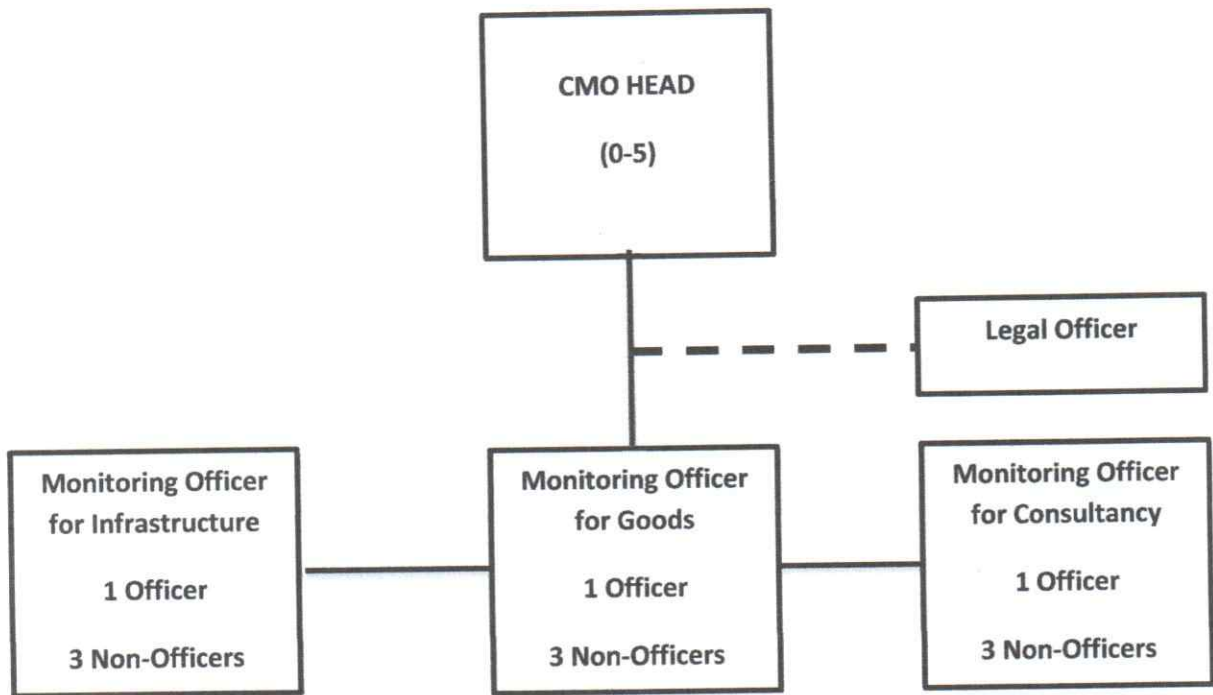 CMO HEAD
(0-5)
Legal Officer
Monitoring Officer
for Infrastructure
1 Officer
3 Non-Officers
Monitoring Officer
for Goods
1 Officer
3 Non-Officers
Monitoring Officer
for Consultancy
1 Officer
3 Non-Officers